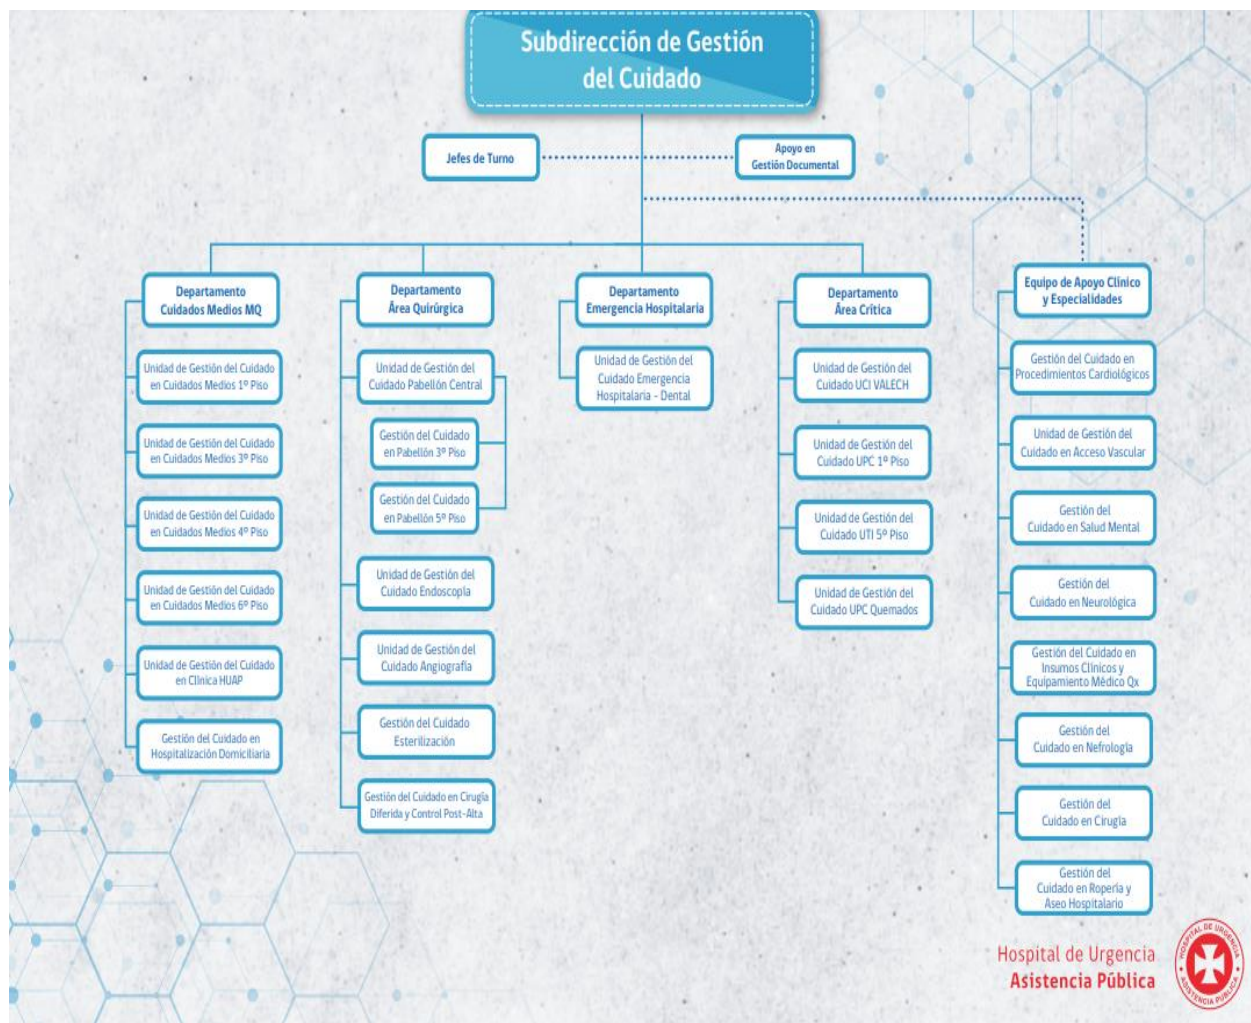 Subdirección de Gestión
del Cuidado
Jefes de Turno
Apoyo en
Gestión Documental
Departamento
Cuidados Medios MQ
Unidad de Gestión del Cuidado
en Cuidados Medios 1º Piso
Unidad de Gestión del Cuidado
en Cuidados Medios 3º Piso
Unidad de Gestión del Cuidado
en Cuidados Medios 4º Piso
Unidad de Gestión del Cuidado
en Cuidados Medios 6º Piso
Unidad de Gestión del Cuidado
en Clínica HUAP
Gestión del Cuidado en
Hospitalización Domiciliaria
Departamento
Área Quirúrgica
Unidad de Gestión del
Cuidado Pabellón Central
Gestión del Cuidado
en Pabellón 3º Piso
Gestión del Cuidado
en Pabellón 5º Piso
Unidad de Gestión del
Cuidado Endoscopía
Unidad de Gestión del
Cuidado Angiografía
Gestión del Cuidado
Esterilización
Gestión del Cuidado en Cirugía
Diferida y Control Post-Alta
Departamento
Emergencia Hospitalaria
Unidad de Gestión del
Cuidado Emergencia
Hospitalaria - Dental
Departamento
Área Crítica
Unidad de Gestión del
Cuidado UCI VALECH
Unidad de Gestión del
Cuidado UPC 1º Piso
Unidad de Gestión del
Cuidado UTI 5º Piso
Unidad de Gestión del
Cuidado UPC Quemados
Equipo de Apoyo Clínico
y Especialidades
Gestión del Cuidado en
Procedimientos Cardiológicos
Unidad de Gestión del
Cuidado en Acceso Vascular
Gestión del
Cuidado en Salud Mental
Gestión del
Cuidado en Neurológica
Gestión del Cuidado en
Insumos Clínicos y
Equipamiento Médico Qx
Gestión del
Cuidado en Nefrología
Gestión del
Cuidado en Cirugía
Gestión del
Cuidado en Ropería y
Aseo Hospitalario
Hospital de Urgencia
Asistencia Pública
HOSPITAL DE URGENCIA
ASISTENCIA PÚBLICA